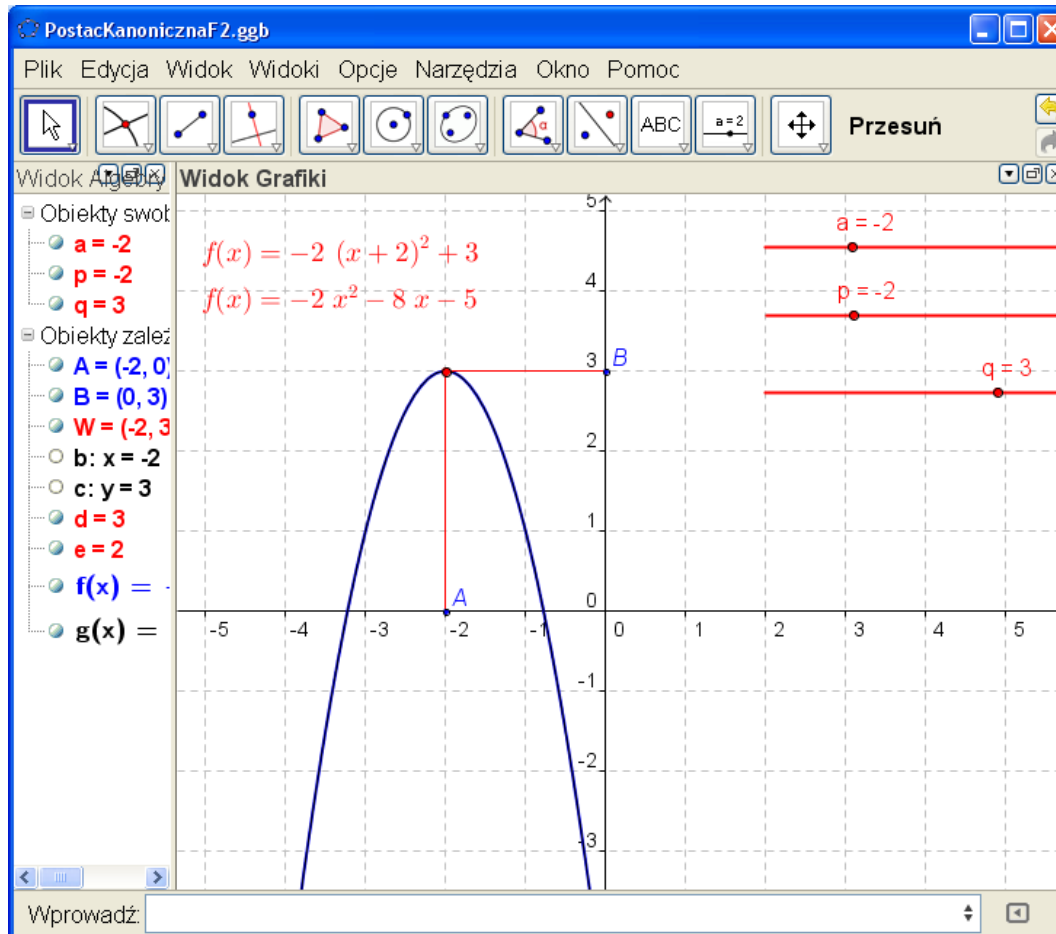 PostacKanonicznaF2.ggb
Plik Edycja Widok Widoki Opcje Narzędzia Okno Pomoc
ABC a=2 α Przesuń
Widok Algebry
Widok Grafiki
Obiekty swob
a = -2
p = -2
q = 3
Obiekty zależ
A = (-2, 0)
B = (0, 3)
W = (-2, 3
b: x = -2
c: y = 3
d = 3
e = 2
f(x) = -
g(x) =
f(x) = −2 (x + 2)² + 3
f(x) = −2 x² − 8 x − 5
a = -2
p = -2
q = 3
B
A
5
4
3
2
1
0
-1
-2
-3
-5 -4 -3 -2 -1 0 1 2 3 4 5
Wprowadź: